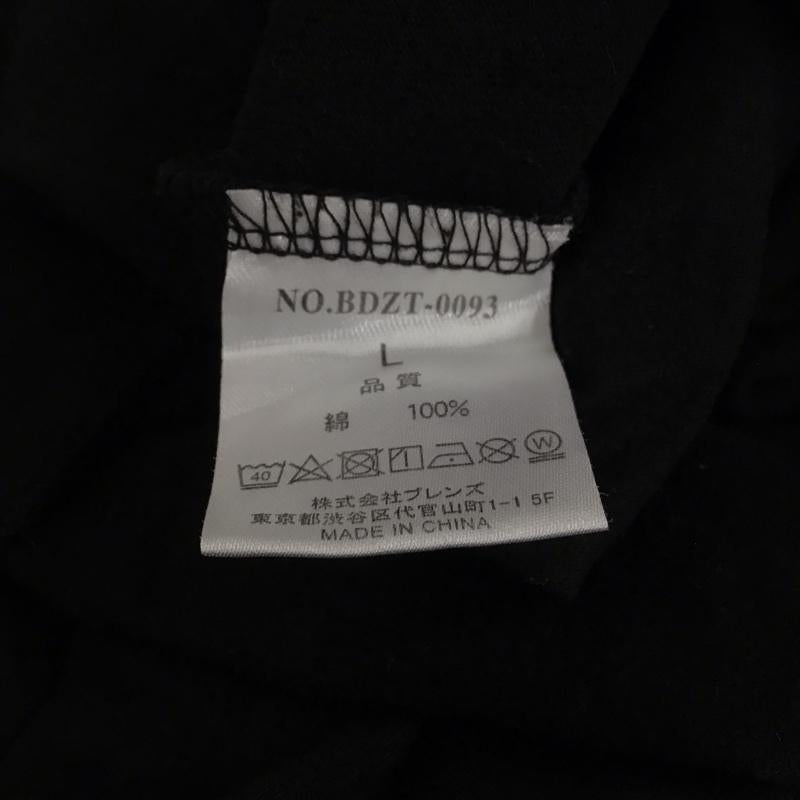 NO.BDZT-0093
L
品質
綿 100%
40 W
株式会社ブレンズ
東京都渋谷区代官山町1-1 5F
MADE IN CHINA